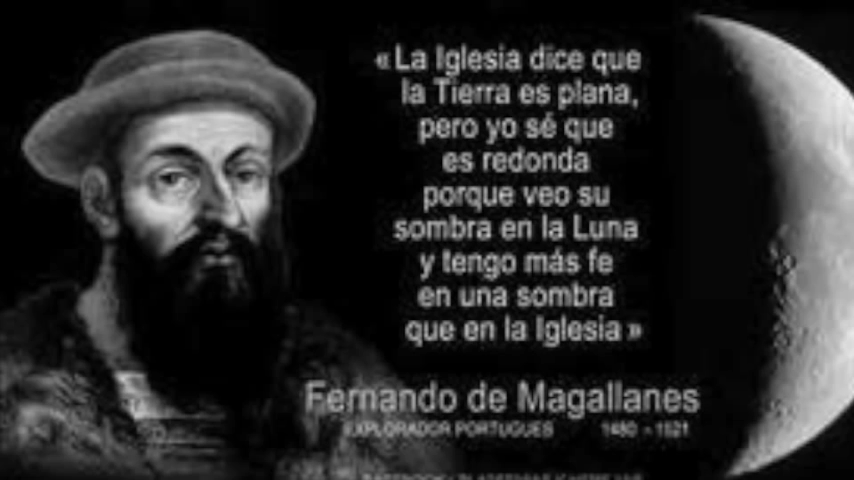 «La Iglesia dice que
la Tierra es plana,
pero yo sé que
es redonda
porque veo su
sombra en la Luna
y tengo más fe
en una sombra
que en la Iglesia»
Fernando de Magallanes
EXPLORADOR PORTUGUES 1480 - 1521